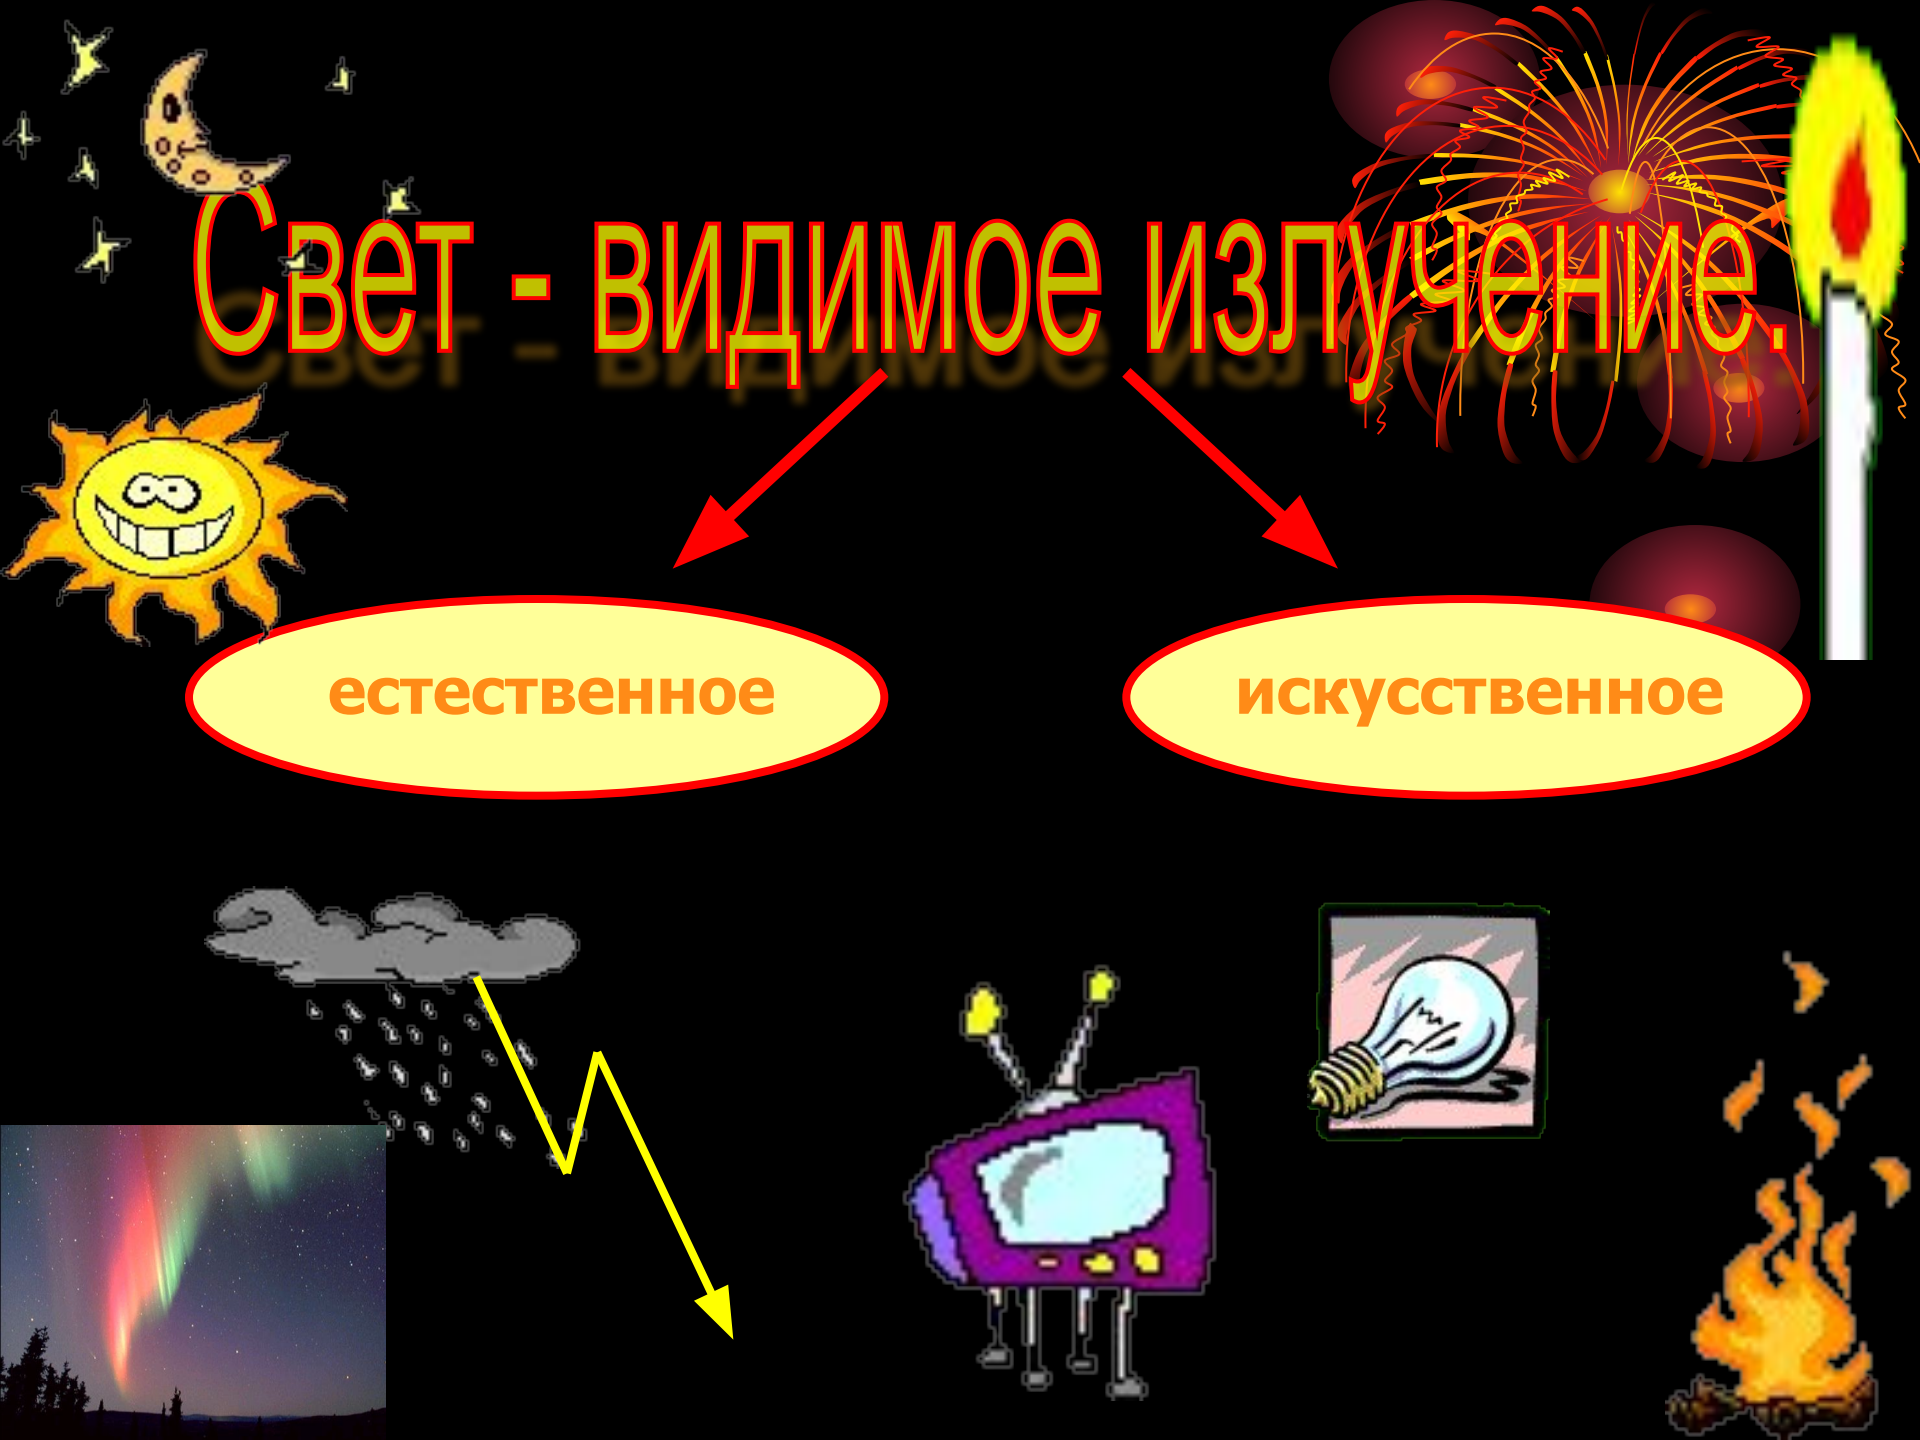 Свет - видимое излучение.
естественное
искусственное